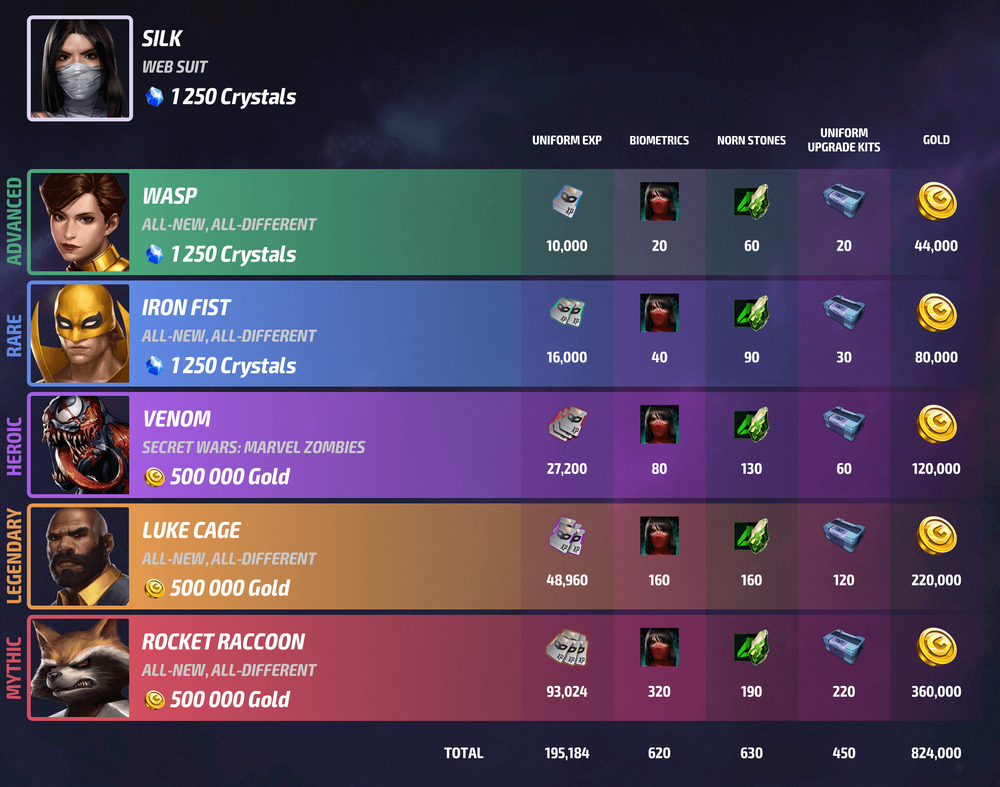 SILK
WEB SUIT
1 250 Crystals
UNIFORM EXP
BIOMETRICS
NORN STONES
UNIFORM
UPGRADE KITS
GOLD
ADVANCED
WASP
ALL-NEW, ALL-DIFFERENT
1 250 Crystals
10,000
20
60
20
44,000
RARE
IRON FIST
ALL-NEW, ALL-DIFFERENT
1 250 Crystals
16,000
40
90
30
80,000
HEROIC
VENOM
SECRET WARS: MARVEL ZOMBIES
500 000 Gold
27,200
80
130
60
120,000
LEGENDARY
LUKE CAGE
ALL-NEW, ALL-DIFFERENT
500 000 Gold
48,960
160
160
120
220,000
MYTHIC
ROCKET RACCOON
ALL-NEW, ALL-DIFFERENT
500 000 Gold
93,024
320
190
220
360,000
TOTAL
195,184
620
630
450
824,000